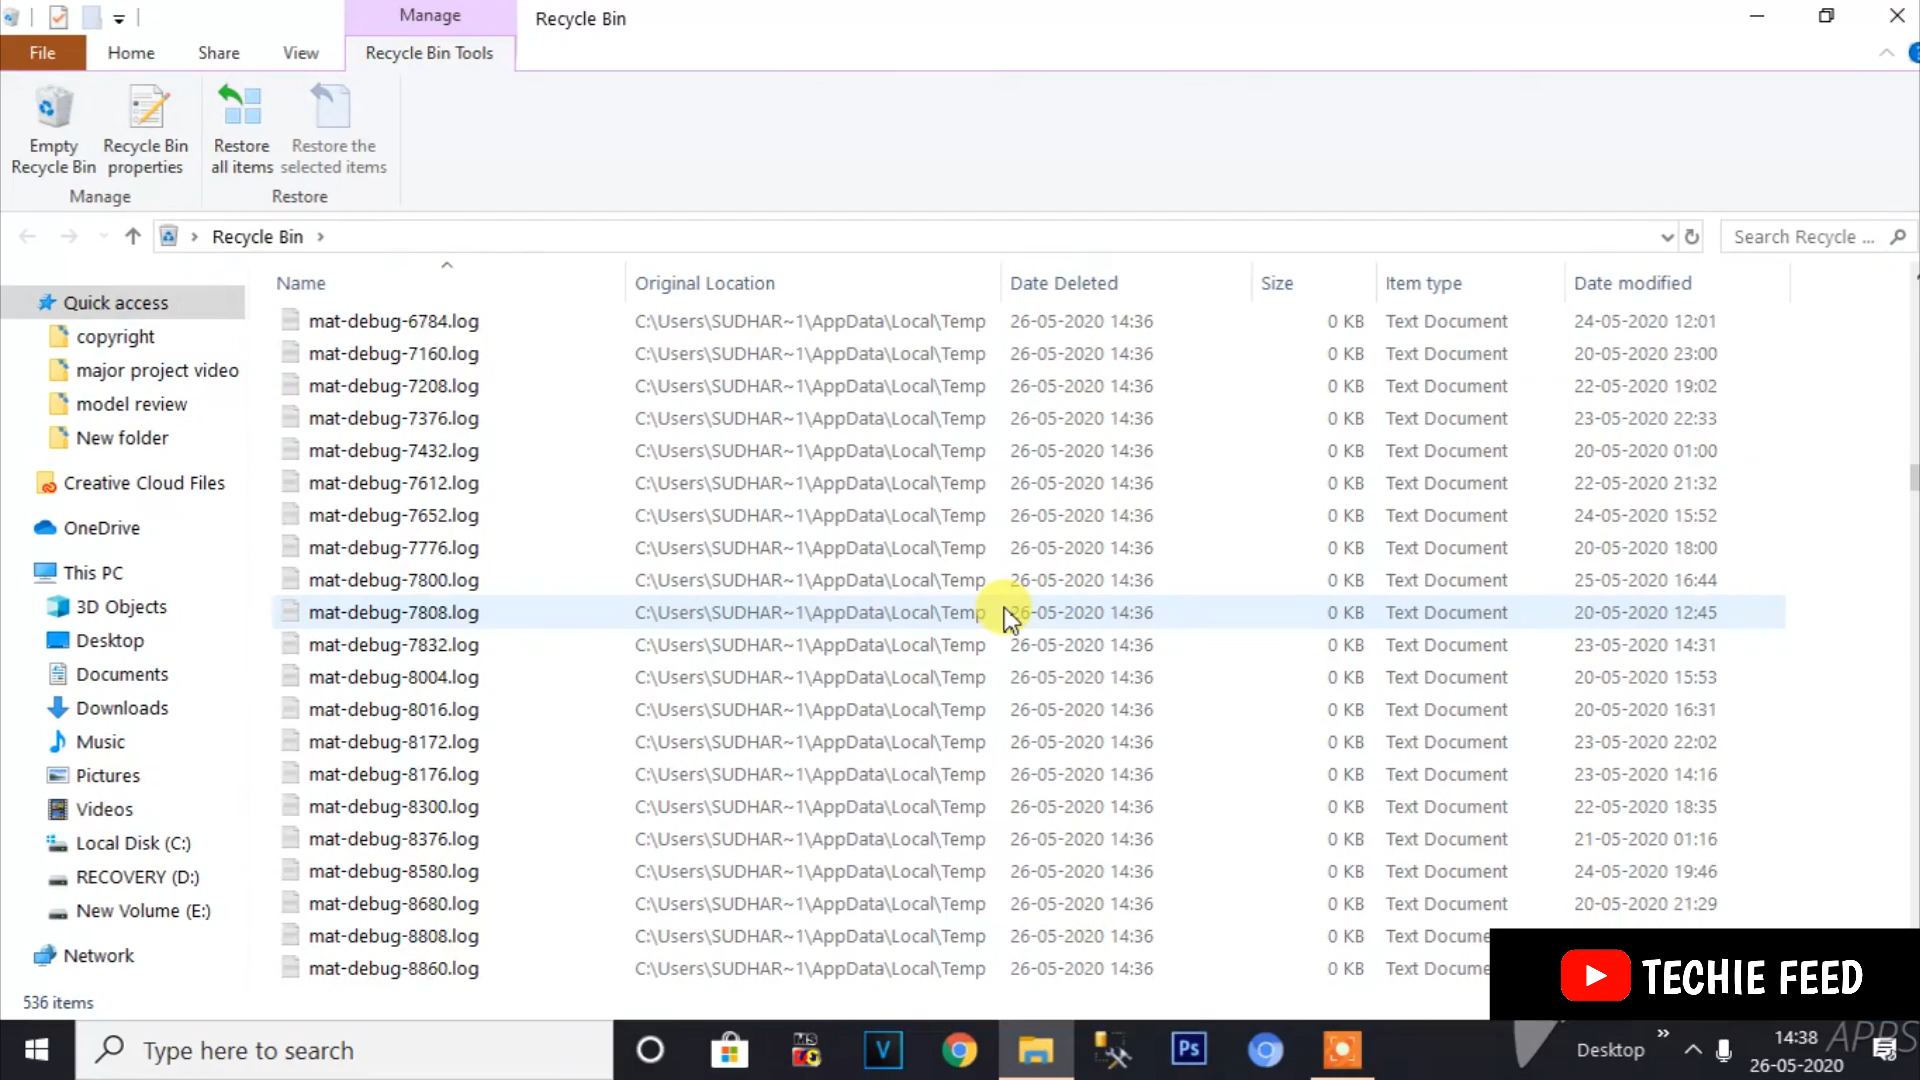 Manage
Recycle Bin
File
Home
Share
View
Recycle Bin Tools
Empty
Recycle Bin
Recycle Bin
properties
Restore
all items
Restore the
selected items
Manage
Restore
Recycle Bin
Search Recycle ...
Name Original Location Date Deleted Size Item type Date modified
Quick access
copyright
major project video
model review
New folder
Creative Cloud Files
OneDrive
This PC
3D Objects
Desktop
Documents
Downloads
Music
Pictures
Videos
Local Disk (C:)
RECOVERY (D:)
New Volume (E:)
Network
mat-debug-6784.log C:\Users\SUDHAR~1\AppData\Local\Temp 26-05-2020 14:36 0 KB Text Document 24-05-2020 12:01
mat-debug-7160.log C:\Users\SUDHAR~1\AppData\Local\Temp 26-05-2020 14:36 0 KB Text Document 20-05-2020 23:00
mat-debug-7208.log C:\Users\SUDHAR~1\AppData\Local\Temp 26-05-2020 14:36 0 KB Text Document 22-05-2020 19:02
mat-debug-7376.log C:\Users\SUDHAR~1\AppData\Local\Temp 26-05-2020 14:36 0 KB Text Document 23-05-2020 22:33
mat-debug-7432.log C:\Users\SUDHAR~1\AppData\Local\Temp 26-05-2020 14:36 0 KB Text Document 20-05-2020 01:00
mat-debug-7612.log C:\Users\SUDHAR~1\AppData\Local\Temp 26-05-2020 14:36 0 KB Text Document 22-05-2020 21:32
mat-debug-7652.log C:\Users\SUDHAR~1\AppData\Local\Temp 26-05-2020 14:36 0 KB Text Document 24-05-2020 15:52
mat-debug-7776.log C:\Users\SUDHAR~1\AppData\Local\Temp 26-05-2020 14:36 0 KB Text Document 20-05-2020 18:00
mat-debug-7800.log C:\Users\SUDHAR~1\AppData\Local\Temp 26-05-2020 14:36 0 KB Text Document 25-05-2020 16:44
mat-debug-7808.log C:\Users\SUDHAR~1\AppData\Local\Temp 26-05-2020 14:36 0 KB Text Document 20-05-2020 12:45
mat-debug-7832.log C:\Users\SUDHAR~1\AppData\Local\Temp 26-05-2020 14:36 0 KB Text Document 23-05-2020 14:31
mat-debug-8004.log C:\Users\SUDHAR~1\AppData\Local\Temp 26-05-2020 14:36 0 KB Text Document 20-05-2020 15:53
mat-debug-8016.log C:\Users\SUDHAR~1\AppData\Local\Temp 26-05-2020 14:36 0 KB Text Document 20-05-2020 16:31
mat-debug-8172.log C:\Users\SUDHAR~1\AppData\Local\Temp 26-05-2020 14:36 0 KB Text Document 23-05-2020 22:02
mat-debug-8176.log C:\Users\SUDHAR~1\AppData\Local\Temp 26-05-2020 14:36 0 KB Text Document 23-05-2020 14:16
mat-debug-8300.log C:\Users\SUDHAR~1\AppData\Local\Temp 26-05-2020 14:36 0 KB Text Document 22-05-2020 18:35
mat-debug-8376.log C:\Users\SUDHAR~1\AppData\Local\Temp 26-05-2020 14:36 0 KB Text Document 21-05-2020 01:16
mat-debug-8580.log C:\Users\SUDHAR~1\AppData\Local\Temp 26-05-2020 14:36 0 KB Text Document 24-05-2020 19:46
mat-debug-8680.log C:\Users\SUDHAR~1\AppData\Local\Temp 26-05-2020 14:36 0 KB Text Document 20-05-2020 21:29
mat-debug-8808.log C:\Users\SUDHAR~1\AppData\Local\Temp 26-05-2020 14:36 0 KB Text Docume
mat-debug-8860.log C:\Users\SUDHAR~1\AppData\Local\Temp 26-05-2020 14:36 0 KB Text Docume
TECHIE FEED
536 items
Type here to search
MS
V
Ps
Desktop
14:38
26-05-2020
APPS